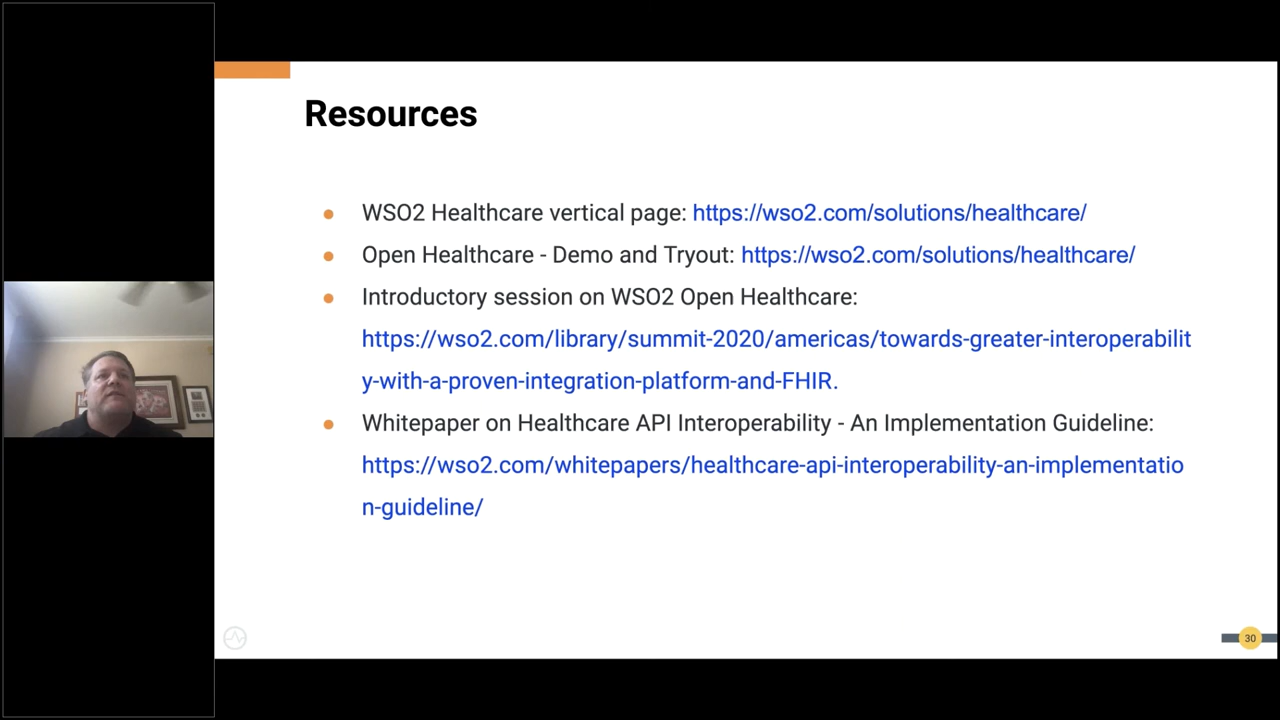 Resources
WSO2 Healthcare vertical page: https://wso2.com/solutions/healthcare/
Open Healthcare - Demo and Tryout: https://wso2.com/solutions/healthcare/
Introductory session on WSO2 Open Healthcare:
https://wso2.com/library/summit-2020/americas/towards-greater-interoperabilit
y-with-a-proven-integration-platform-and-FHIR.
Whitepaper on Healthcare API Interoperability - An Implementation Guideline:
https://wso2.com/whitepapers/healthcare-api-interoperability-an-implementatio
n-guideline/
30